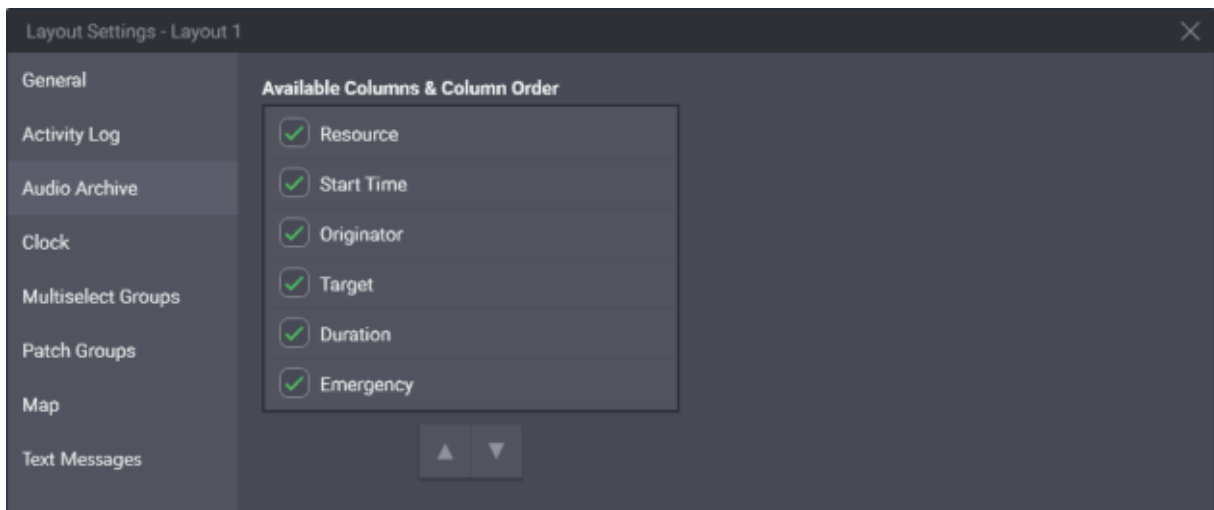 Layout Settings - Layout 1
General
Activity Log
Audio Archive
Clock
Multiselect Groups
Patch Groups
Map
Text Messages
Available Columns & Column Order
Resource
Start Time
Originator
Target
Duration
Emergency